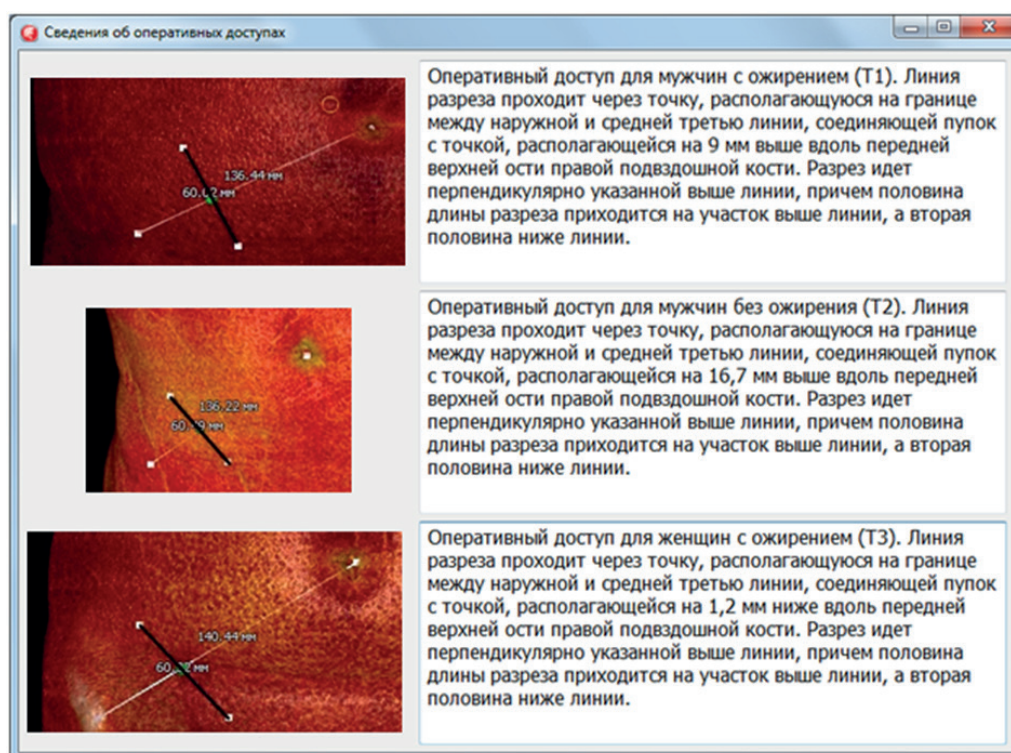 Сведения об оперативных доступах
136.44 мм
Оперативный доступ для мужчин с ожирением (Т1). Линия
разреза проходит через точку, располагающуюся на границе
между наружной и средней третью линии, соединяющей пупок
с точкой, располагающейся на 9 мм выше вдоль передней
верхней ости правой подвздошной кости. Разрез идет
перпендикулярно указанной выше линии, причем половина
длины разреза приходится на участок выше линии, а вторая
половина ниже линии.
136.22 мм
Оперативный доступ для мужчин без ожирения (Т2). Линия
разреза проходит через точку, располагающуюся на границе
между наружной и средней третью линии, соединяющей пупок
с точкой, располагающейся на 16,7 мм выше вдоль передней
верхней ости правой подвздошной кости. Разрез идет
перпендикулярно указанной выше линии, причем половина
длины разреза приходится на участок выше линии, а вторая
половина ниже линии.
140.44 мм
Оперативный доступ для женщин с ожирением (Т3). Линия
разреза проходит через точку, располагающуюся на границе
между наружной и средней третью линии, соединяющей пупок
с точкой, располагающейся на 1,2 мм ниже вдоль передней
верхней ости правой подвздошной кости. Разрез идет
перпендикулярно указанной выше линии, причем половина
длины разреза приходится на участок выше линии, а вторая
половина ниже линии.